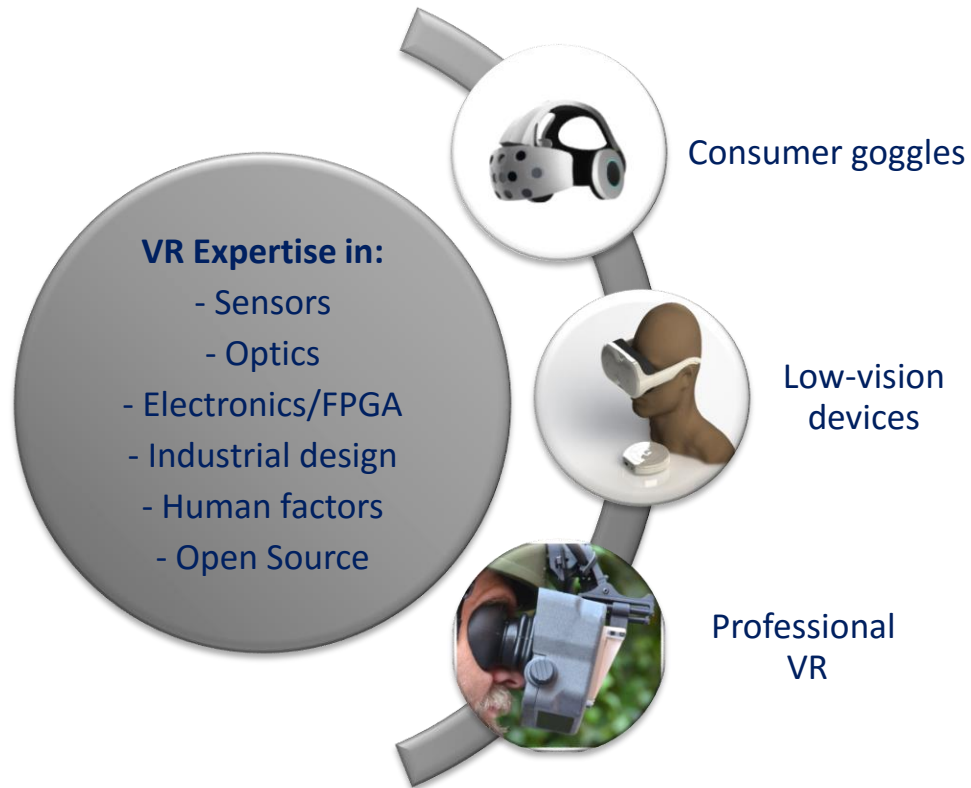 VR Expertise in:
- Sensors
- Optics
- Electronics/FPGA
- Industrial design
- Human factors
- Open Source
Consumer goggles
Low-vision
devices
Professional
VR